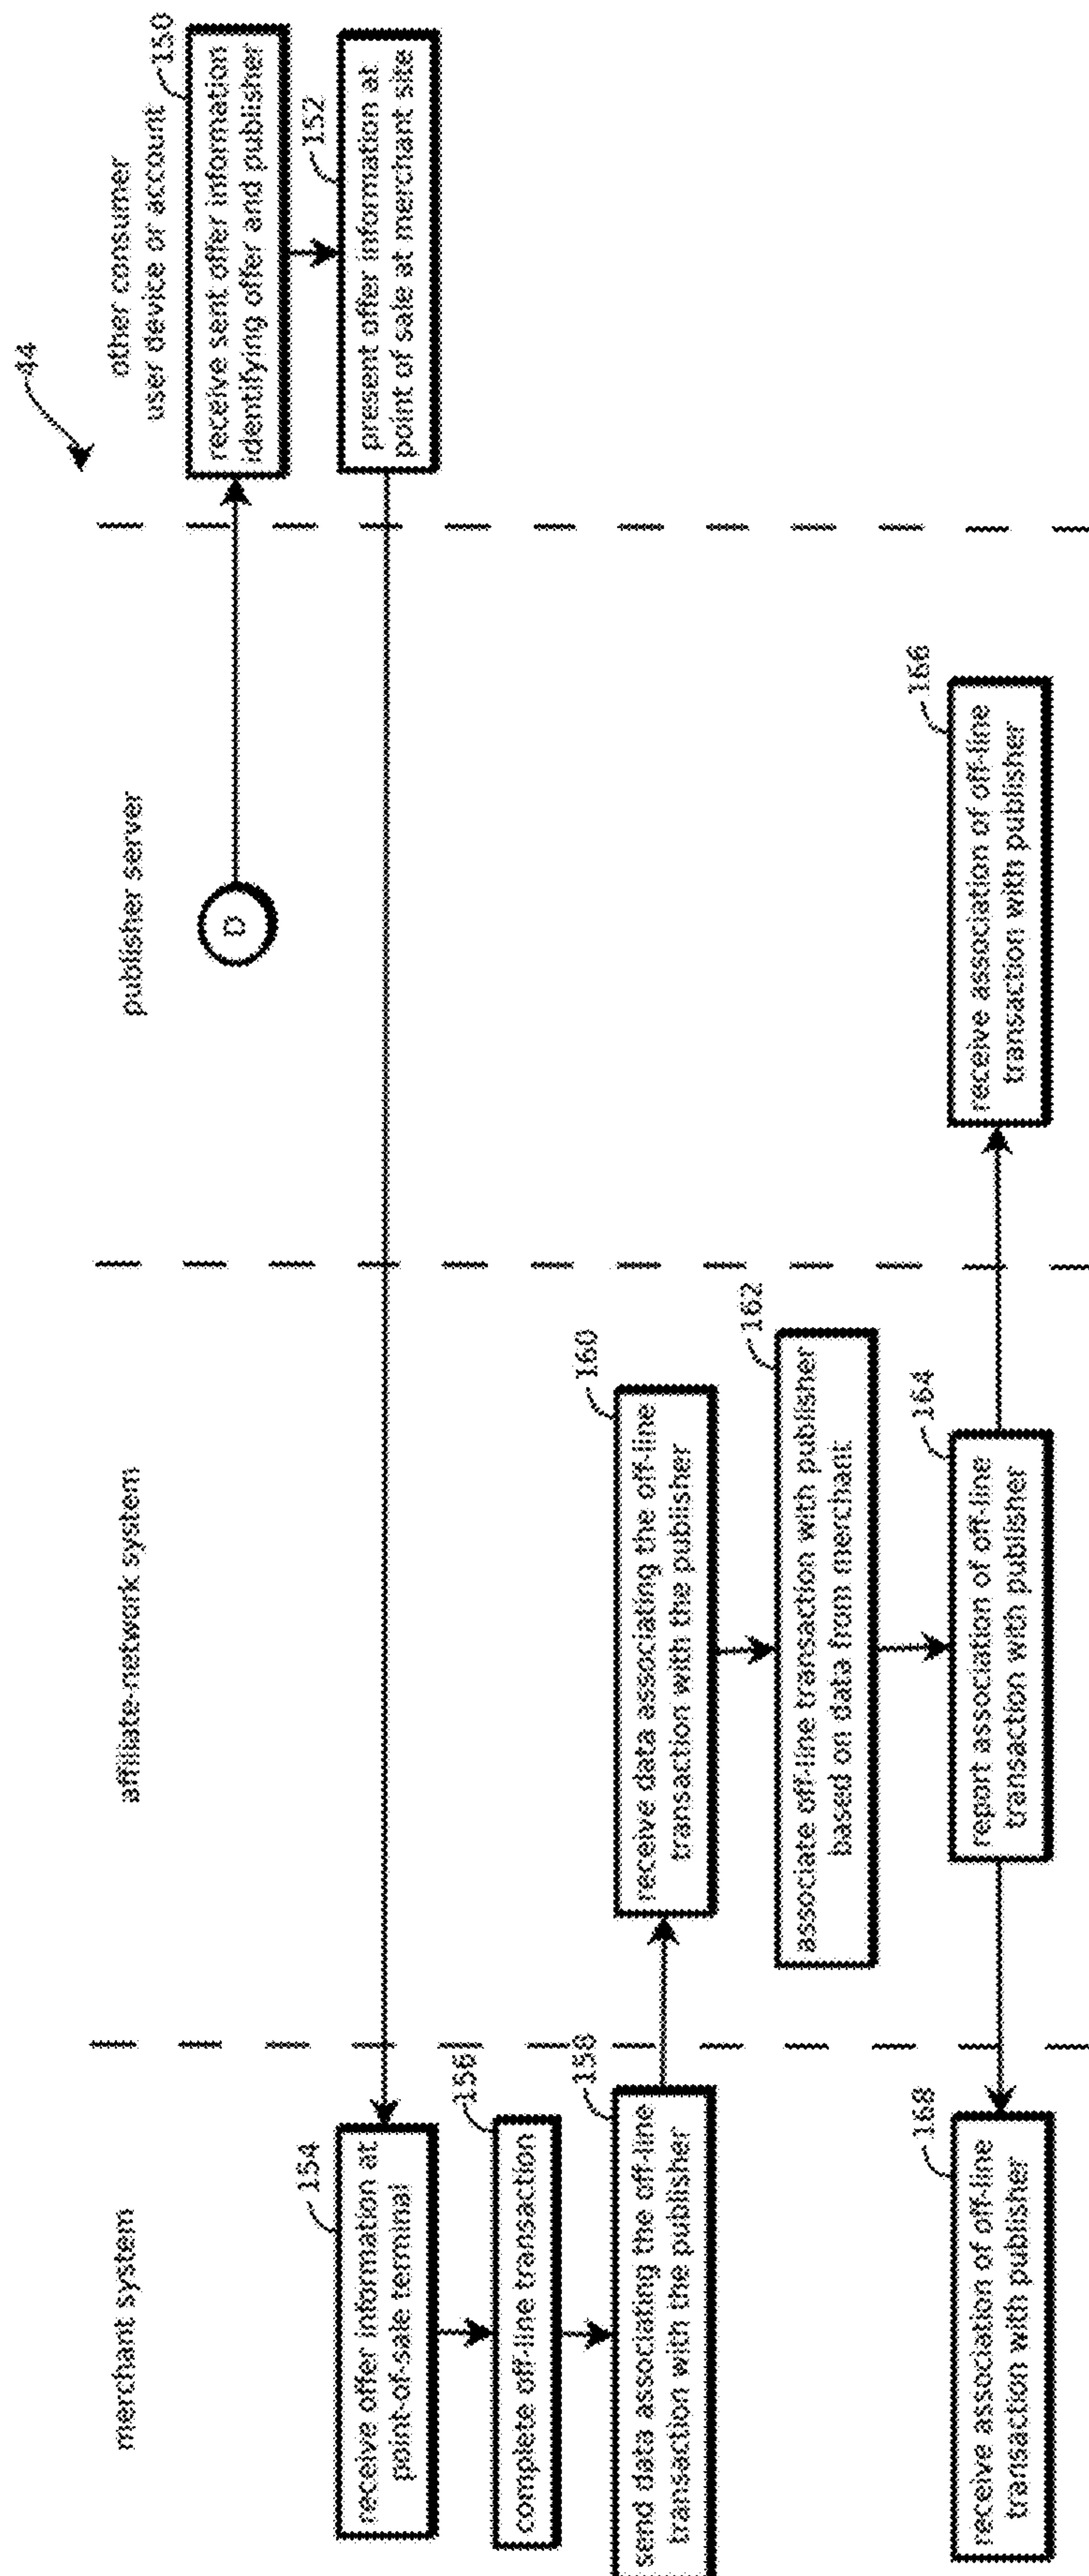 44
merchant system
affiliate-network system
publisher server
other consumer
user device or account
D
150
receive sent offer information
identifying offer and publisher
152
present offer information at
point of sale at merchant site
154
receive offer information at
point-of-sale terminal
156
complete off-line transaction
158
send data associating the off-line
transaction with the publisher
160
receive data associating the off-line
transaction with the publisher
162
associate off-line transaction with publisher
based on data from merchant
164
report association of off-line
transaction with publisher
166
receive association of off-line
transaction with publisher
168
receive association of off-line
transaction with publisher